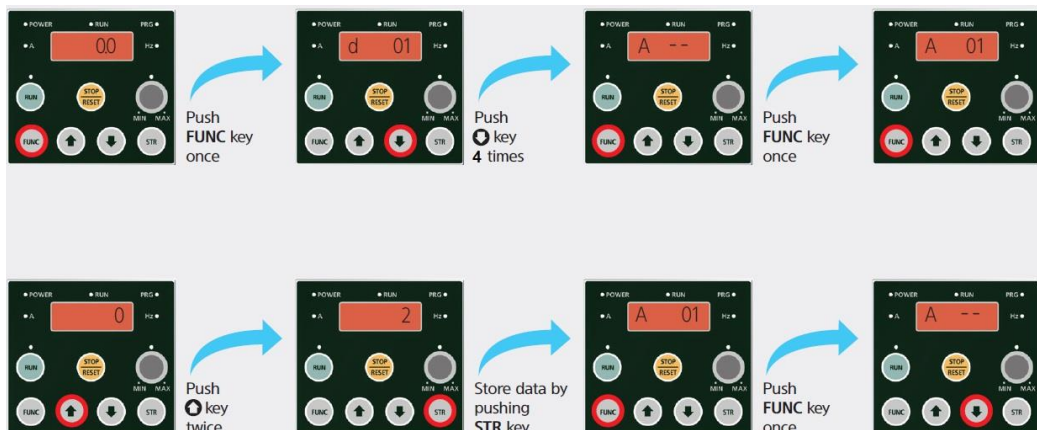 POWER RUN PRG
A 0.0 Hz
RUN STOP RESET MIN MAX
FUNC STR
Push
FUNC key
once
POWER RUN PRG
A d 01 Hz
RUN STOP RESET MIN MAX
FUNC STR
Push
key
4 times
POWER RUN PRG
A A -- Hz
RUN STOP RESET MIN MAX
FUNC STR
Push
FUNC key
once
POWER RUN PRG
A A 01 Hz
RUN STOP RESET MIN MAX
FUNC STR
POWER RUN PRG
A 0 Hz
RUN STOP RESET MIN MAX
FUNC STR
Push
key
twice
POWER RUN PRG
A 2 Hz
RUN STOP RESET MIN MAX
FUNC STR
Store data by
pushing
STR key
POWER RUN PRG
A A 01 Hz
RUN STOP RESET MIN MAX
FUNC STR
Push
FUNC key
once
POWER RUN PRG
A A -- Hz
RUN STOP RESET MIN MAX
FUNC STR